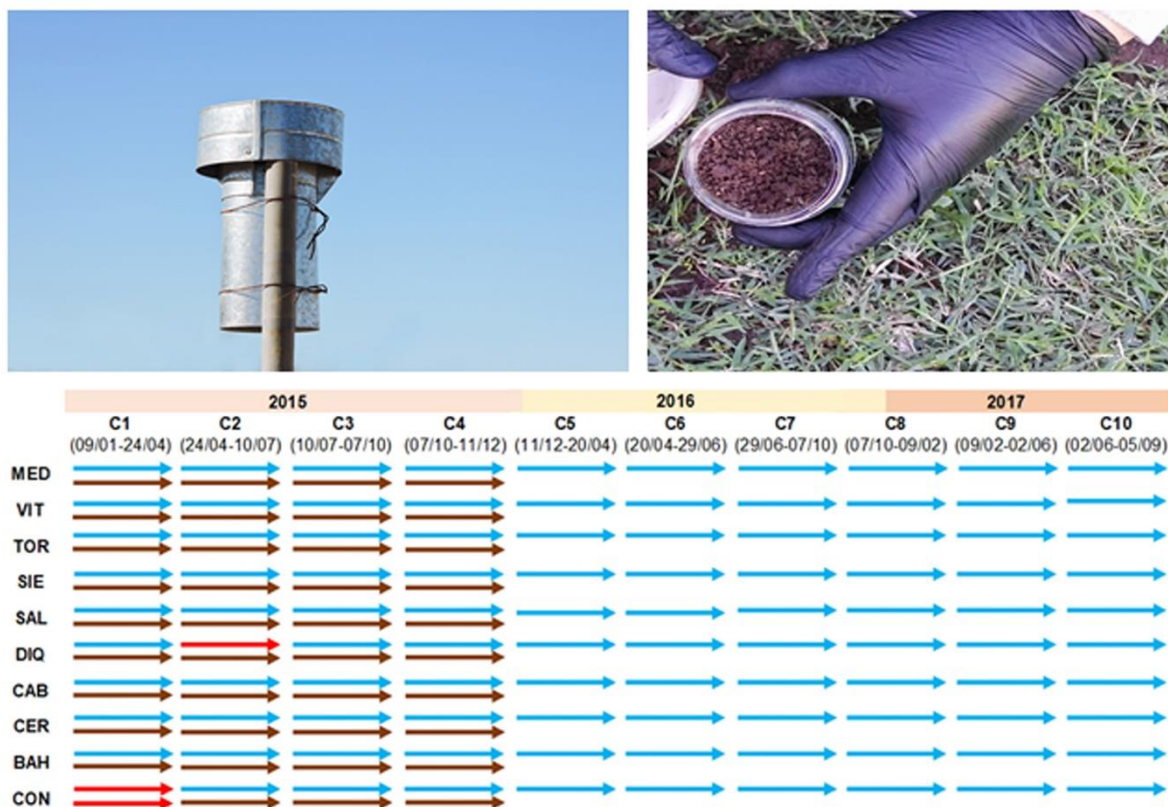 2015 2016 2017
C1 C2 C3 C4 C5 C6 C7 C8 C9 C10
(09/01-24/04) (24/04-10/07) (10/07-07/10) (07/10-11/12) (11/12-20/04) (20/04-29/06) (29/06-07/10) (07/10-09/02) (09/02-02/06) (02/06-05/09)
MED
VIT
TOR
SIE
SAL
DIQ
CAB
CER
BAH
CON